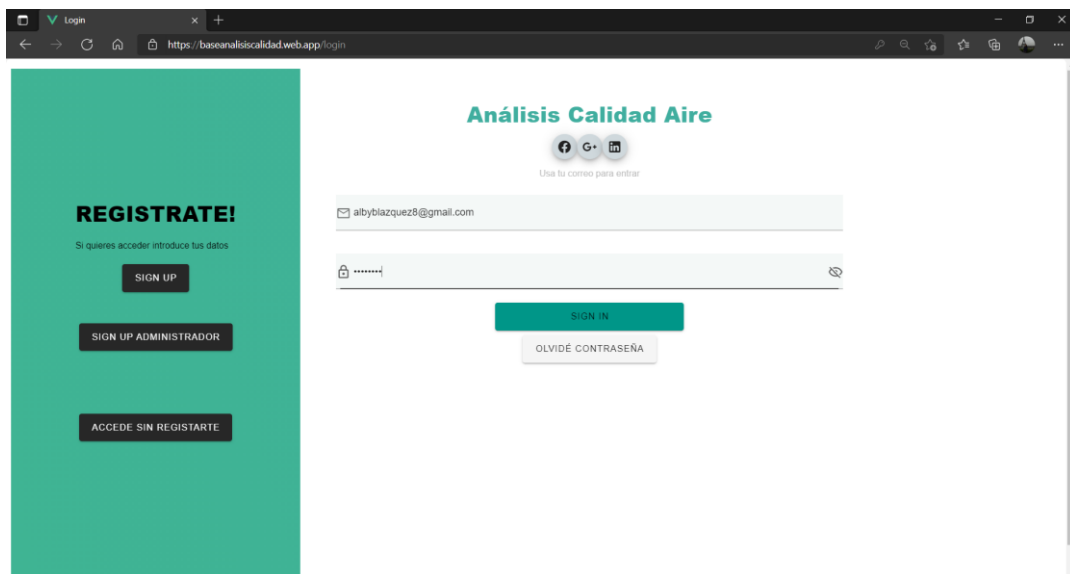 Login
https://baseanalisiscalidad.web.app/login
REGISTRATE!
Si quieres acceder introduce tus datos
SIGN UP
SIGN UP ADMINISTRADOR
ACCEDE SIN REGISTARTE
Análisis Calidad Aire
G+ in
Usa tu correo para entrar
albyblazquez8@gmail.com
••••••••
SIGN IN
OLVIDÉ CONTRASEÑA